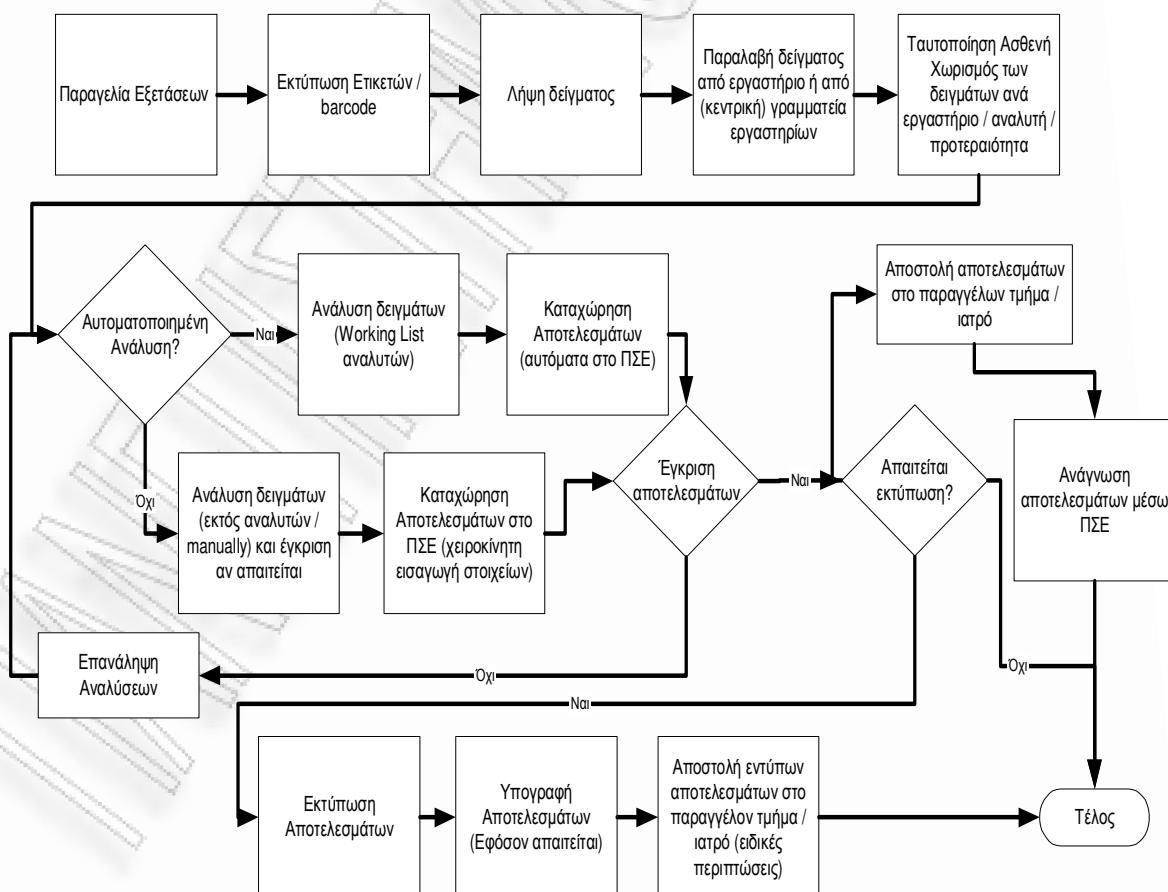 Παραγελία Εξετάσεων
Εκτύπωση Ετικετών /
barcode
Λήψη δείγματος
Παραλαβή δείγματος
από εργαστήριο ή από
(κεντρική) γραμματεία
εργαστηρίων
Ταυτοποίηση Ασθενή
Χωρισμός των
δειγμάτων ανά
εργαστήριο / αναλυτή /
προτεραιότητα
Αυτοματοποιημένη
Ανάλυση?
Ναι
Ανάλυση δειγμάτων
(Working List
αναλυτών)
Καταχώρηση
Αποτελεσμάτων
(αυτόματα στο ΠΣΕ)
Αποστολή αποτελεσμάτων
στο παραγγέλων τμήμα /
ιατρό
Όχι
Ανάλυση δειγμάτων
(εκτός αναλυτών /
manually) και έγκριση
αν απαιτείται
Καταχώρηση
Αποτελεσμάτων στο
ΠΣΕ (χειροκίνητη
εισαγωγή στοιχείων)
Έγκριση
αποτελεσμάτων
Ναι
Απαιτείται
εκτύπωση?
Ανάγνωση
αποτελεσμάτων μέσω
ΠΣΕ
Επανάληψη
Αναλύσεων
Όχι
Όχι
Ναι
Εκτύπωση
Αποτελεσμάτων
Υπογραφή
Αποτελεσμάτων
(Εφόσον απαιτείται)
Αποστολή εντύπων
αποτελεσμάτων στο
παραγγέλον τμήμα /
ιατρό (ειδικές
περιπτώσεις)
Τέλος